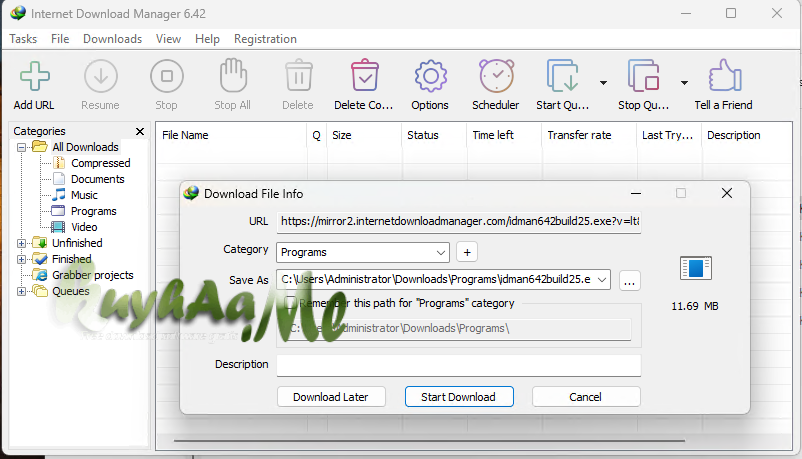 Internet Download Manager 6.42
Tasks File Downloads View Help Registration
Add URL Resume Stop Stop All Delete Delete Co... Options Scheduler Start Qu... Stop Qu... Tell a Friend
Categories
File Name Q Size Status Time left Transfer rate Last Try... Description
All Downloads
Compressed
Documents
Music
Programs
Video
Unfinished
Finished
Grabber projects
Queues
Download File Info
URL https://mirror2.internetdownloadmanager.com/idman642build25.exe?v=lt&
Category Programs
Save As C:\Users\Administrator\Downloads\Programs\idman642build25.e ...
Remember this path for "Programs" category
C:\Users\Administrator\Downloads\Programs\
11.69 MB
Description
Download Later Start Download Cancel
KuyhAaMe